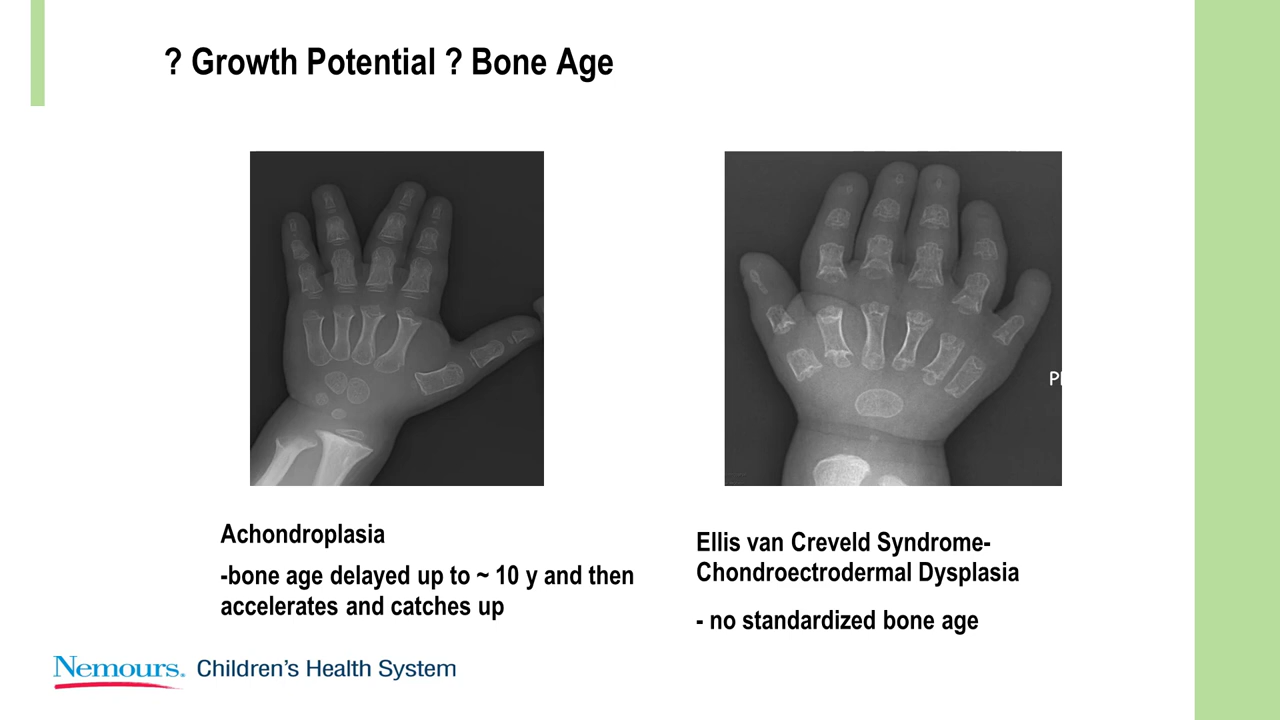 ? Growth Potential ? Bone Age
Achondroplasia
-bone age delayed up to ~ 10 y and then
accelerates and catches up
Ellis van Creveld Syndrome-
Chondroectrodermal Dysplasia
- no standardized bone age
Nemours. Children's Health System